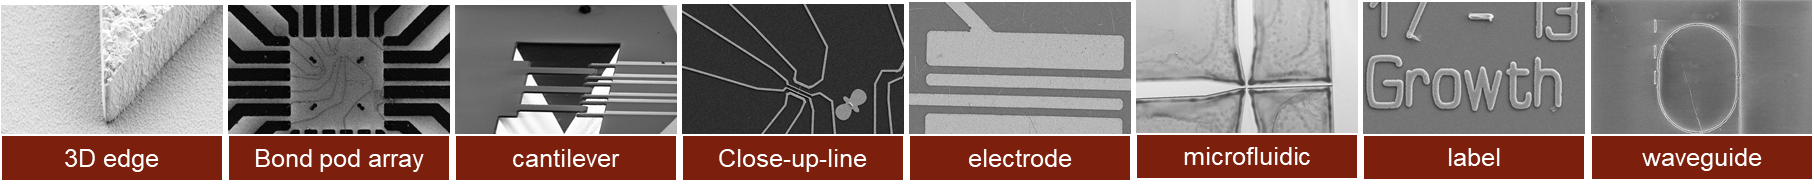 17 - 13
Growth
3D edge
Bond pod array
cantilever
Close-up-line
electrode
microfluidic
label
waveguide